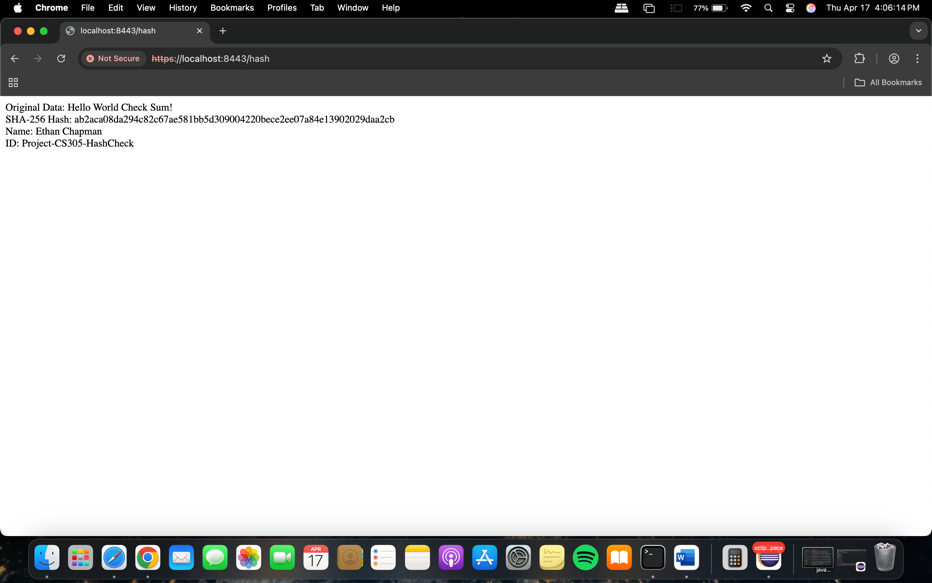 Chrome File Edit View History Bookmarks Profiles Tab Window Help 77% Thu Apr 17 4:06:14 PM
localhost:8443/hash
Not Secure https://localhost:8443/hash
All Bookmarks
Original Data: Hello World Check Sum!
SHA-256 Hash: ab2aca08da294c82c67ae581bb5d309004220bece2ee07a84e13902029daa2cb
Name: Ethan Chapman
ID: Project-CS305-HashCheck
APR
17
eclip...pace
java